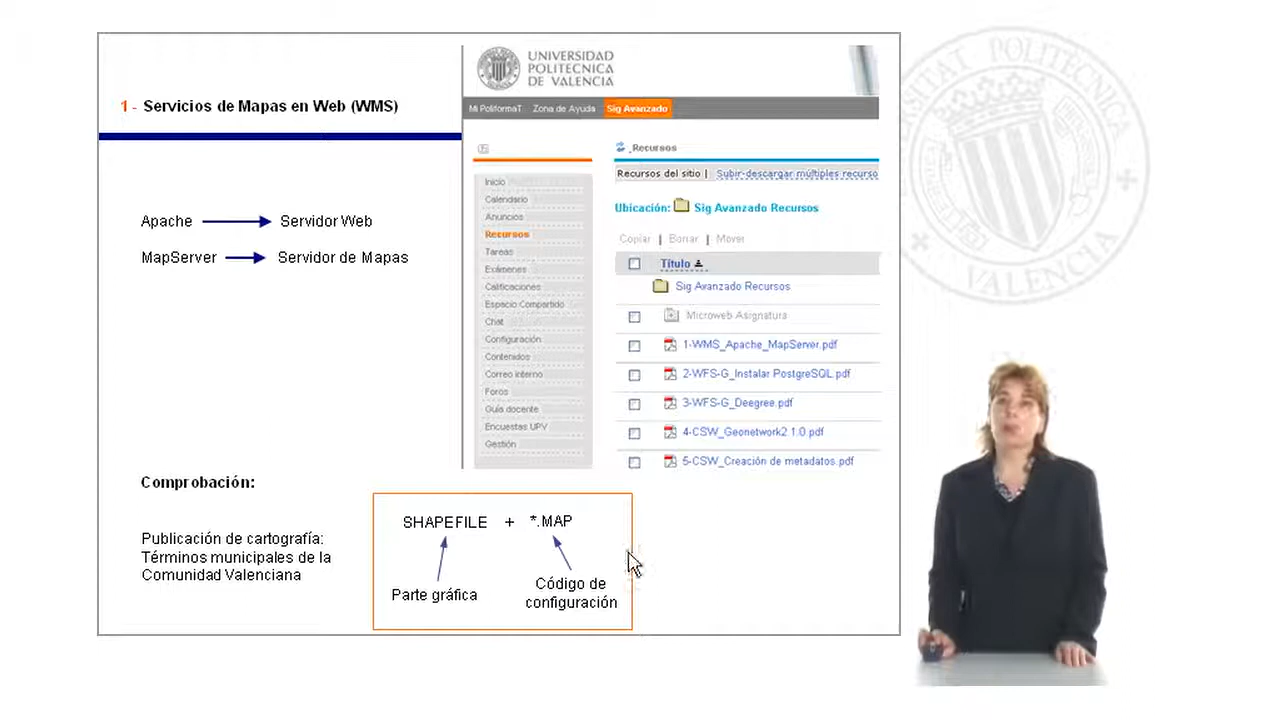 1 - Servicios de Mapas en Web (WMS)
Apache
Servidor Web
MapServer
Servidor de Mapas
UNIVERSIDAD
POLITECNICA
DE VALENCIA
Mi PoliformaT
Zona de Ayuda
Sig Avanzado
Inicio
Calendario
Anuncios
Recursos
Tareas
Exámenes
Calificaciones
Espacio Compartido
Chat
Configuración
Contenidos
Correo interno
Foros
Guia docente
Encuestas UPV
Gestión
Recursos
Recursos del sitio | Subir-descargar múltiples recurso
Ubicación: Sig Avanzado Recursos
Copiar | Borrar | Mover
Título
Sig Avanzado Recursos
Microweb Asignatura
1-WMS_Apache_MapServer.pdf
2-WFS-G_Instalar PostgreSQL.pdf
3-WFS-G_Deegree.pdf
4-CSW_Geonetwork2.1.0.pdf
5-CSW_Creación de metadatos.pdf
Comprobación:
Publicación de cartografía:
Términos municipales de la
Comunidad Valenciana
SHAPEFILE + *.MAP
Parte gráfica
Código de
configuración
POLITECNICA
VALENCIA